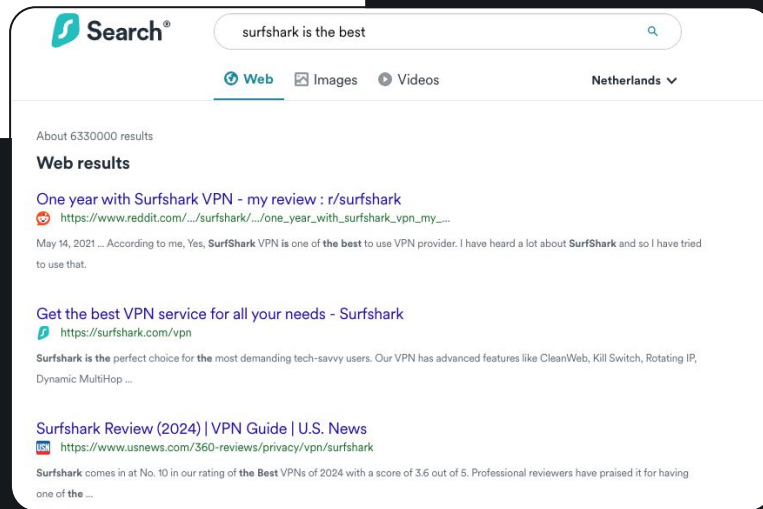 Search®
surfshark is the best
Web Images Videos Netherlands
About 6330000 results
Web results
One year with Surfshark VPN - my review : r/surfshark
https://www.reddit.com/.../surfshark/.../one_year_with_surfshark_vpn_my_...
May 14, 2021 ... According to me, Yes, SurfShark VPN is one of the best to use VPN provider. I have heard a lot about SurfShark and so I have tried
to use that.
Get the best VPN service for all your needs - Surfshark
https://surfshark.com/vpn
Surfshark is the perfect choice for the most demanding tech-savvy users. Our VPN has advanced features like CleanWeb, Kill Switch, Rotating IP,
Dynamic MultiHop ...
Surfshark Review (2024) | VPN Guide | U.S. News
USN https://www.usnews.com/360-reviews/privacy/vpn/surfshark
Surfshark comes in at No. 10 in our rating of the Best VPNs of 2024 with a score of 3.6 out of 5. Professional reviewers have praised it for having
one of the ...